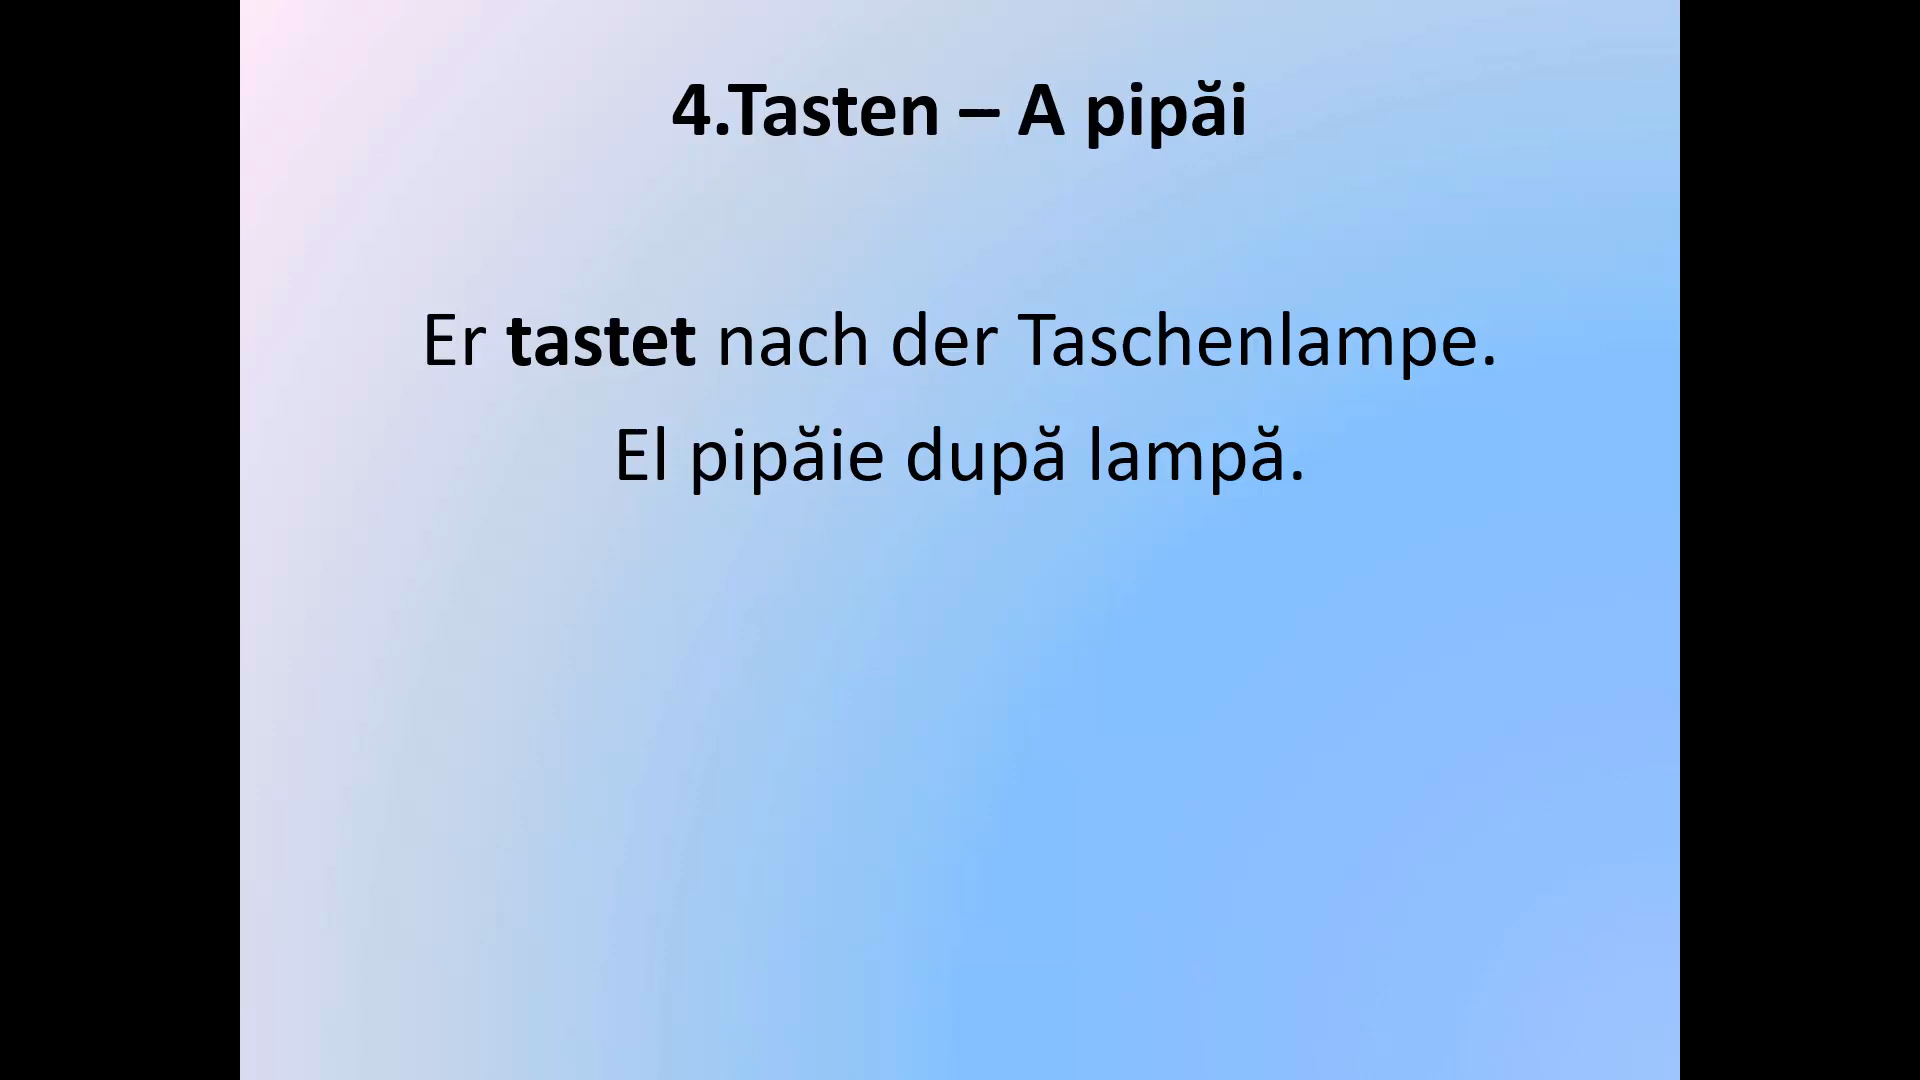 4.Tasten – A pipăi
Er tastet nach der Taschenlampe.
El pipăie după lampă.